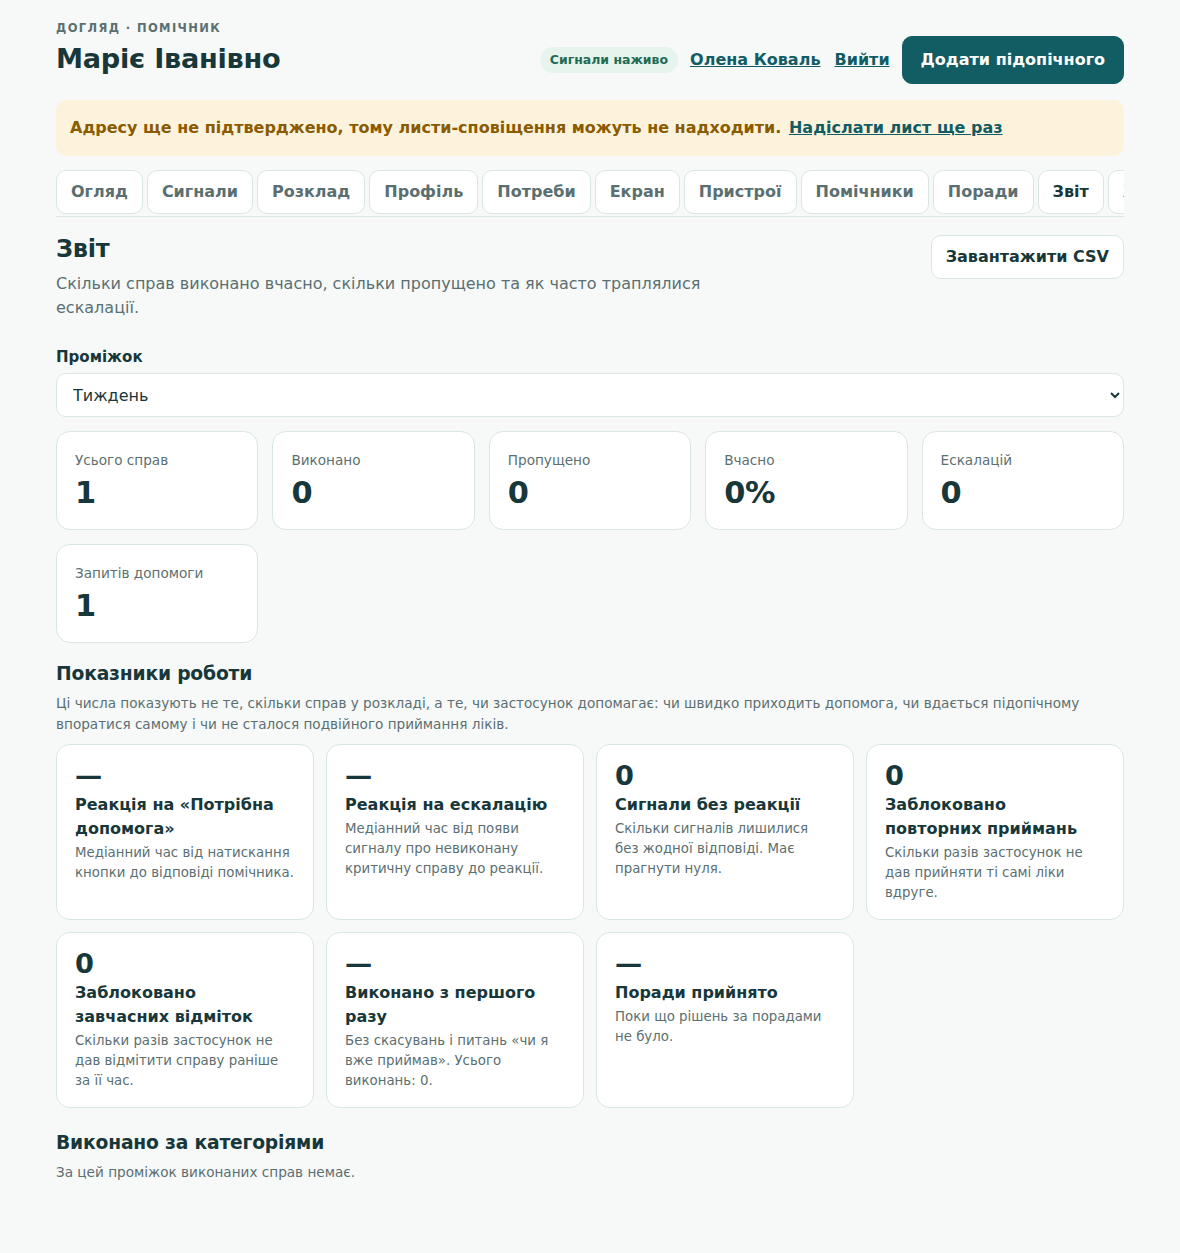 ДОГЛЯД · ПОМІЧНИК
Маріє Іванівно
Сигнали наживо
Олена Коваль
Вийти
Додати підопічного
Адресу ще не підтверджено, тому листи-сповіщення можуть не надходити. Надіслати лист ще раз
Огляд
Сигнали
Розклад
Профіль
Потреби
Екран
Пристрої
Помічники
Поради
Звіт
Звіт
Завантажити CSV
Скільки справ виконано вчасно, скільки пропущено та як часто траплялися
ескалації.
Проміжок
Тиждень
Усього справ
1
Виконано
0
Пропущено
0
Вчасно
0%
Ескалацій
0
Запитів допомоги
1
Показники роботи
Ці числа показують не те, скільки справ у розкладі, а те, чи застосунок допомагає: чи швидко приходить допомога, чи вдається підопічному
впоратися самому і чи не сталося подвійного приймання ліків.
—
Реакція на «Потрібна
допомога»
Медіанний час від натискання
кнопки до відповіді помічника.
—
Реакція на ескалацію
Медіанний час від появи
сигналу про невиконану
критичну справу до реакції.
0
Сигнали без реакції
Скільки сигналів лишилися
без жодної відповіді. Має
прагнути нуля.
0
Заблоковано
повторних приймань
Скільки разів застосунок не
дав прийняти ті самі ліки
вдруге.
0
Заблоковано
завчасних відміток
Скільки разів застосунок не
дав відмітити справу раніше
за її час.
—
Виконано з першого
разу
Без скасувань і питань «чи я
вже приймав». Усього
виконань: 0.
—
Поради прийнято
Поки що рішень за порадами
не було.
Виконано за категоріями
За цей проміжок виконаних справ немає.